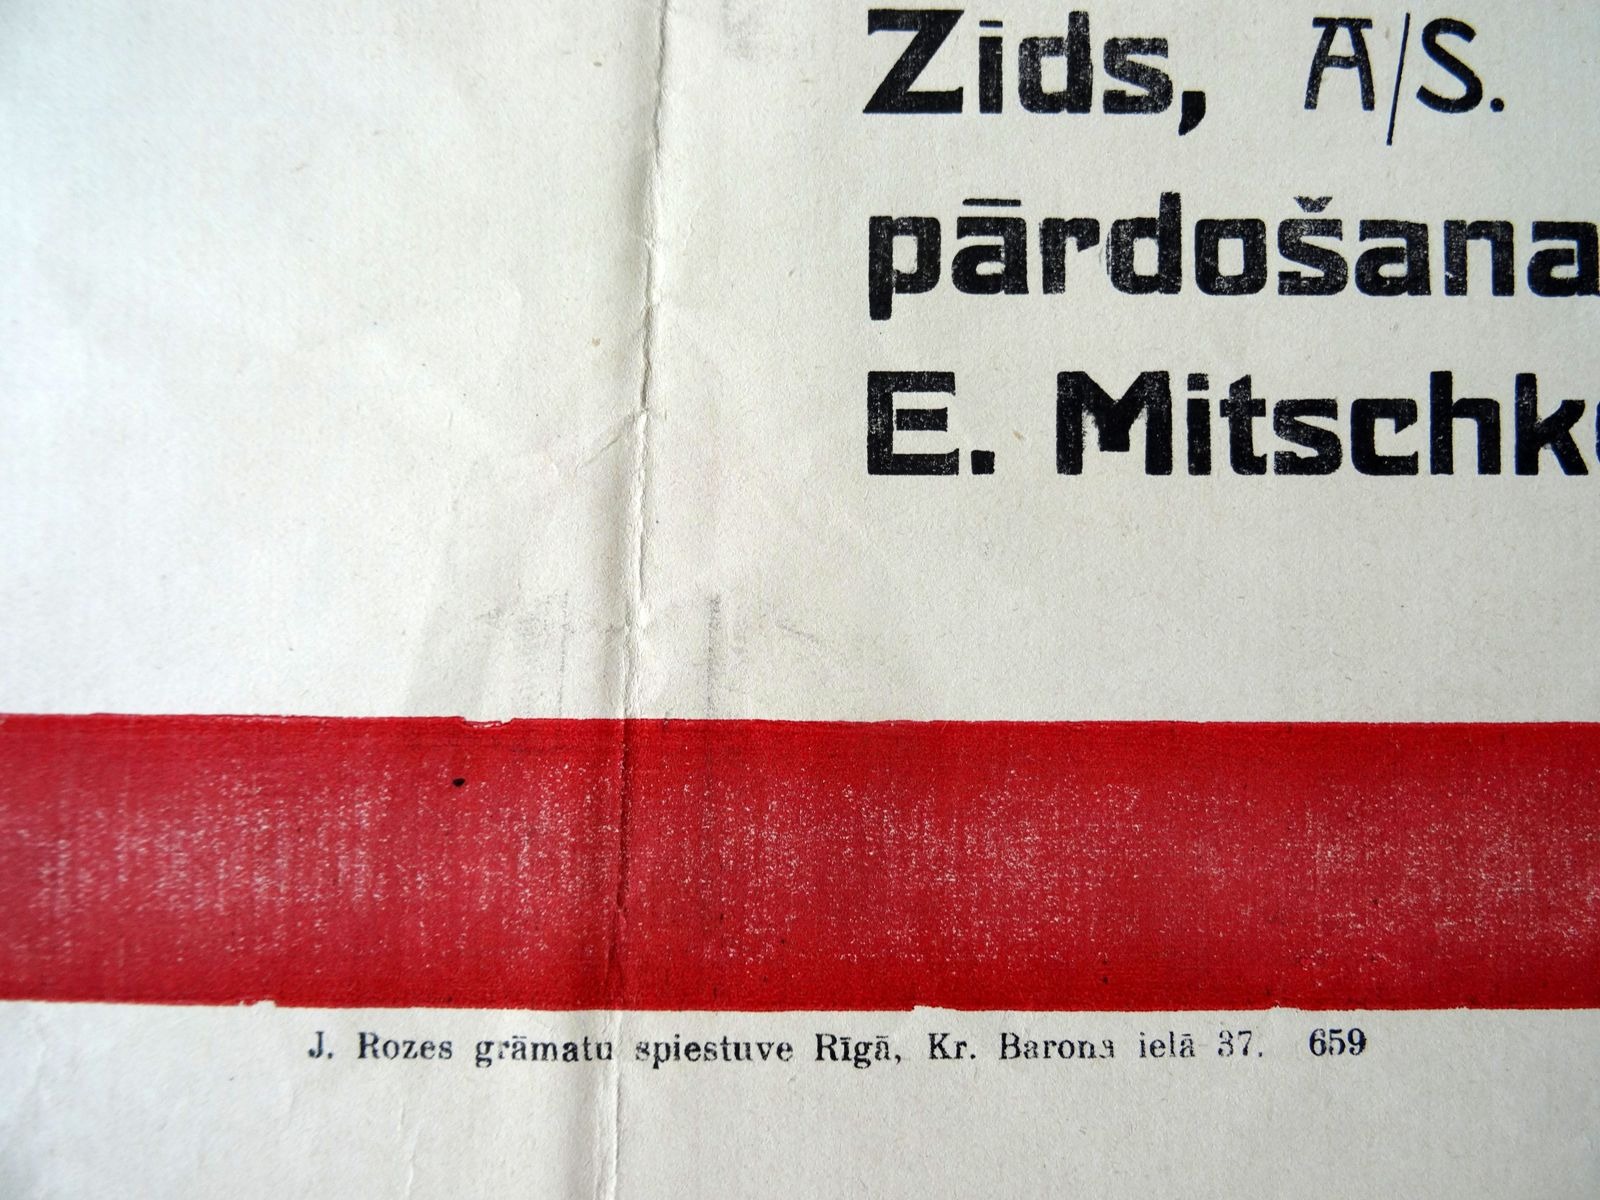 Zids, A/S.
pārdošana
E. Mitschk
J. Rozes grāmatu spiestuve Rīgā, Kr. Barona ielā 37. 659